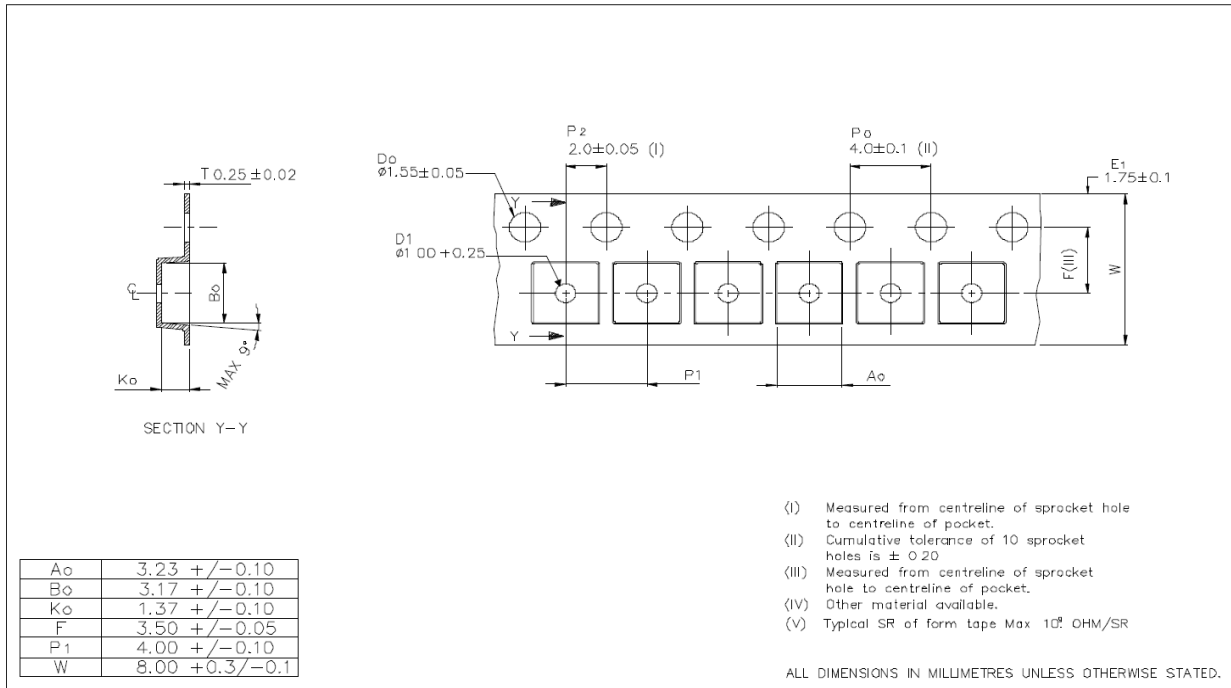 P2
2.0±0.05 (I)
Po
4.0±0.1 (II)
E1
1.75±0.1
Do
ø1.55±0.05
T 0.25±0.02
Y
D1
ø1.00+0.25
F(III)
W
Bo
CL
Y
MAX 9°
Ko
P1
Ao
SECTION Y-Y
(I) Measured from centreline of sprocket hole
to centreline of pocket.
(II) Cumulative tolerance of 10 sprocket
holes is ± 0.20
(III) Measured from centreline of sprocket
hole to centreline of pocket.
(IV) Other material available.
(V) Typical SR of form tape Max 10⁹ OHM/SR
Ao 3.23 +/-0.10
Bo 3.17 +/-0.10
Ko 1.37 +/-0.10
F 3.50 +/-0.05
P1 4.00 +/-0.10
W 8.00 +0.3/-0.1
ALL DIMENSIONS IN MILLIMETRES UNLESS OTHERWISE STATED.